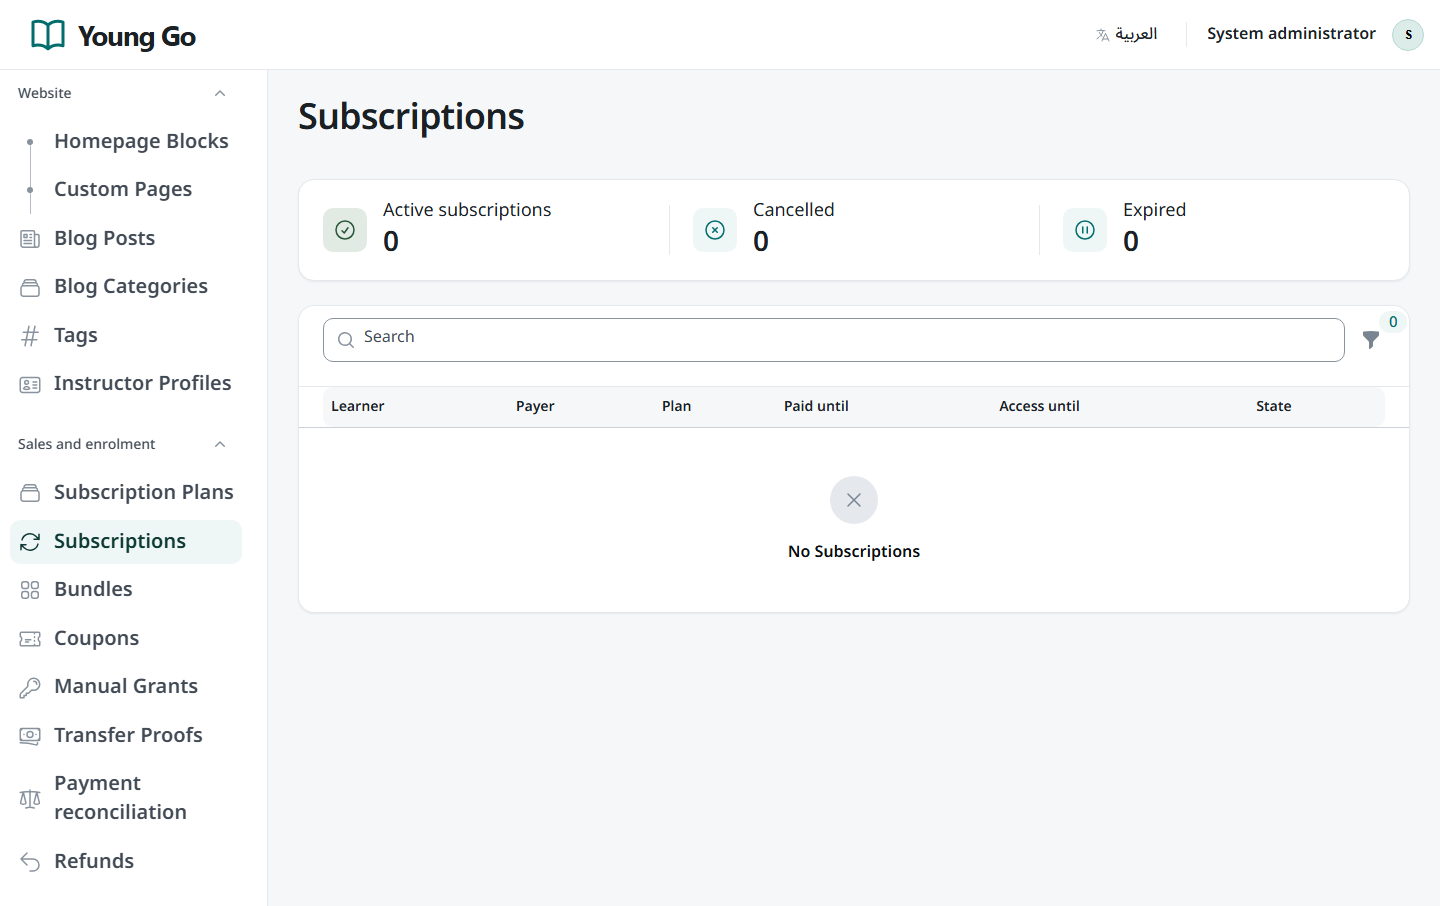 Young Go
العربية
System administrator
S
Website
Homepage Blocks
Custom Pages
Blog Posts
Blog Categories
Tags
Instructor Profiles
Sales and enrolment
Subscription Plans
Subscriptions
Bundles
Coupons
Manual Grants
Transfer Proofs
Payment
reconciliation
Refunds
Subscriptions
Active subscriptions
0
Cancelled
0
Expired
0
Search
0
Learner Payer Plan Paid until Access until State
No Subscriptions